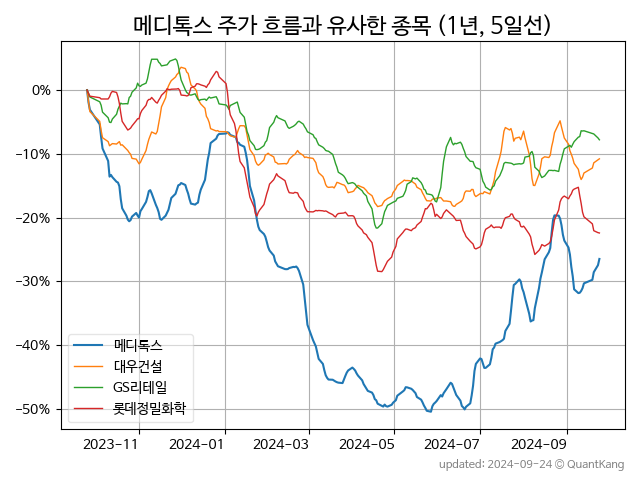 메디톡스 주가 흐름과 유사한 종목 (1년, 5일선)
0%
−10%
−20%
−30%
−40%
−50%
메디톡스
대우건설
GS리테일
롯데정밀화학
2023−11
2024−01
2024−03
2024−05
2024−07
2024−09
updated: 2024-09-24 © QuantKang